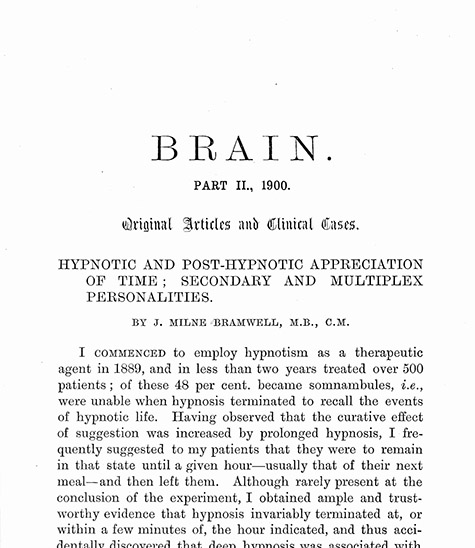 BRAIN.
PART II., 1900.
Original Articles and Clinical Cases.
HYPNOTIC AND POST-HYPNOTIC APPRECIATION
OF TIME; SECONDARY AND MULTIPLEX
PERSONALITIES.
BY J. MILNE BRAMWELL, M.B., C.M.
I COMMENCED to employ hypnotism as a therapeutic
agent in 1889, and in less than two years treated over 500
patients; of these 48 per cent. became somnambules, i.e.,
were unable when hypnosis terminated to recall the events
of hypnotic life. Having observed that the curative effect
of suggestion was increased by prolonged hypnosis, I fre-
quently suggested to my patients that they were to remain
in that state until a given hour—usually that of their next
meal—and then left them. Although rarely present at the
conclusion of the experiment, I obtained ample and trust-
worthy evidence that hypnosis invariably terminated at, or
within a few minutes of, the hour indicated, and thus acci-
dentally discovered that deep hypnosis was associated with